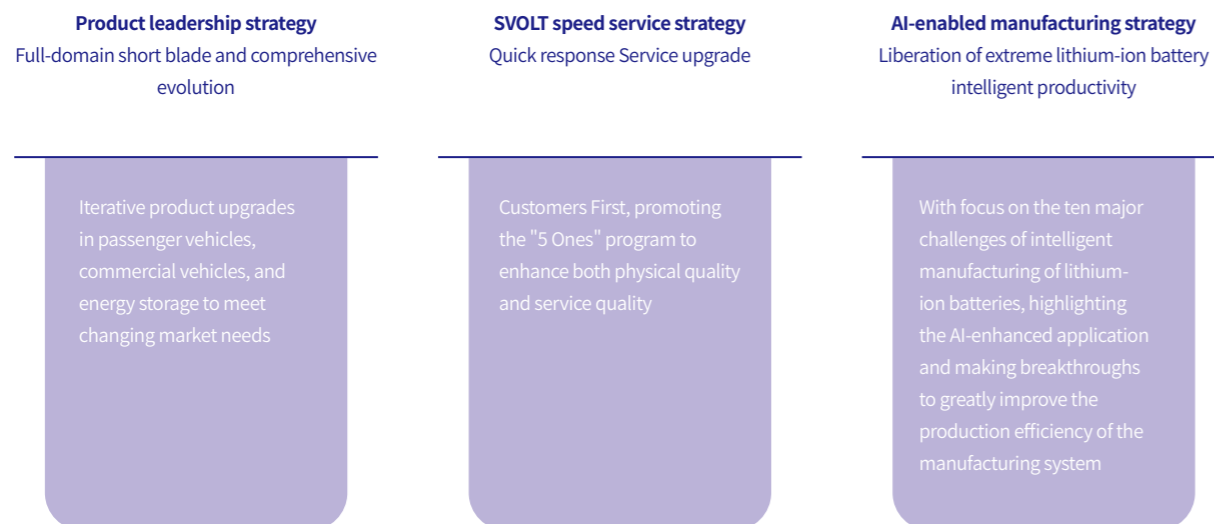 Product leadership strategy
Full-domain short blade and comprehensive
evolution
Iterative product upgrades
in passenger vehicles,
commercial vehicles, and
energy storage to meet
changing market needs
SVOLT speed service strategy
Quick response Service upgrade
Customers First, promoting
the "5 Ones" program to
enhance both physical quality
and service quality
AI-enabled manufacturing strategy
Liberation of extreme lithium-ion battery
intelligent productivity
With focus on the ten major
challenges of intelligent
manufacturing of lithium-
ion batteries, highlighting
the AI-enhanced application
and making breakthroughs
to greatly improve the
production efficiency of the
manufacturing system